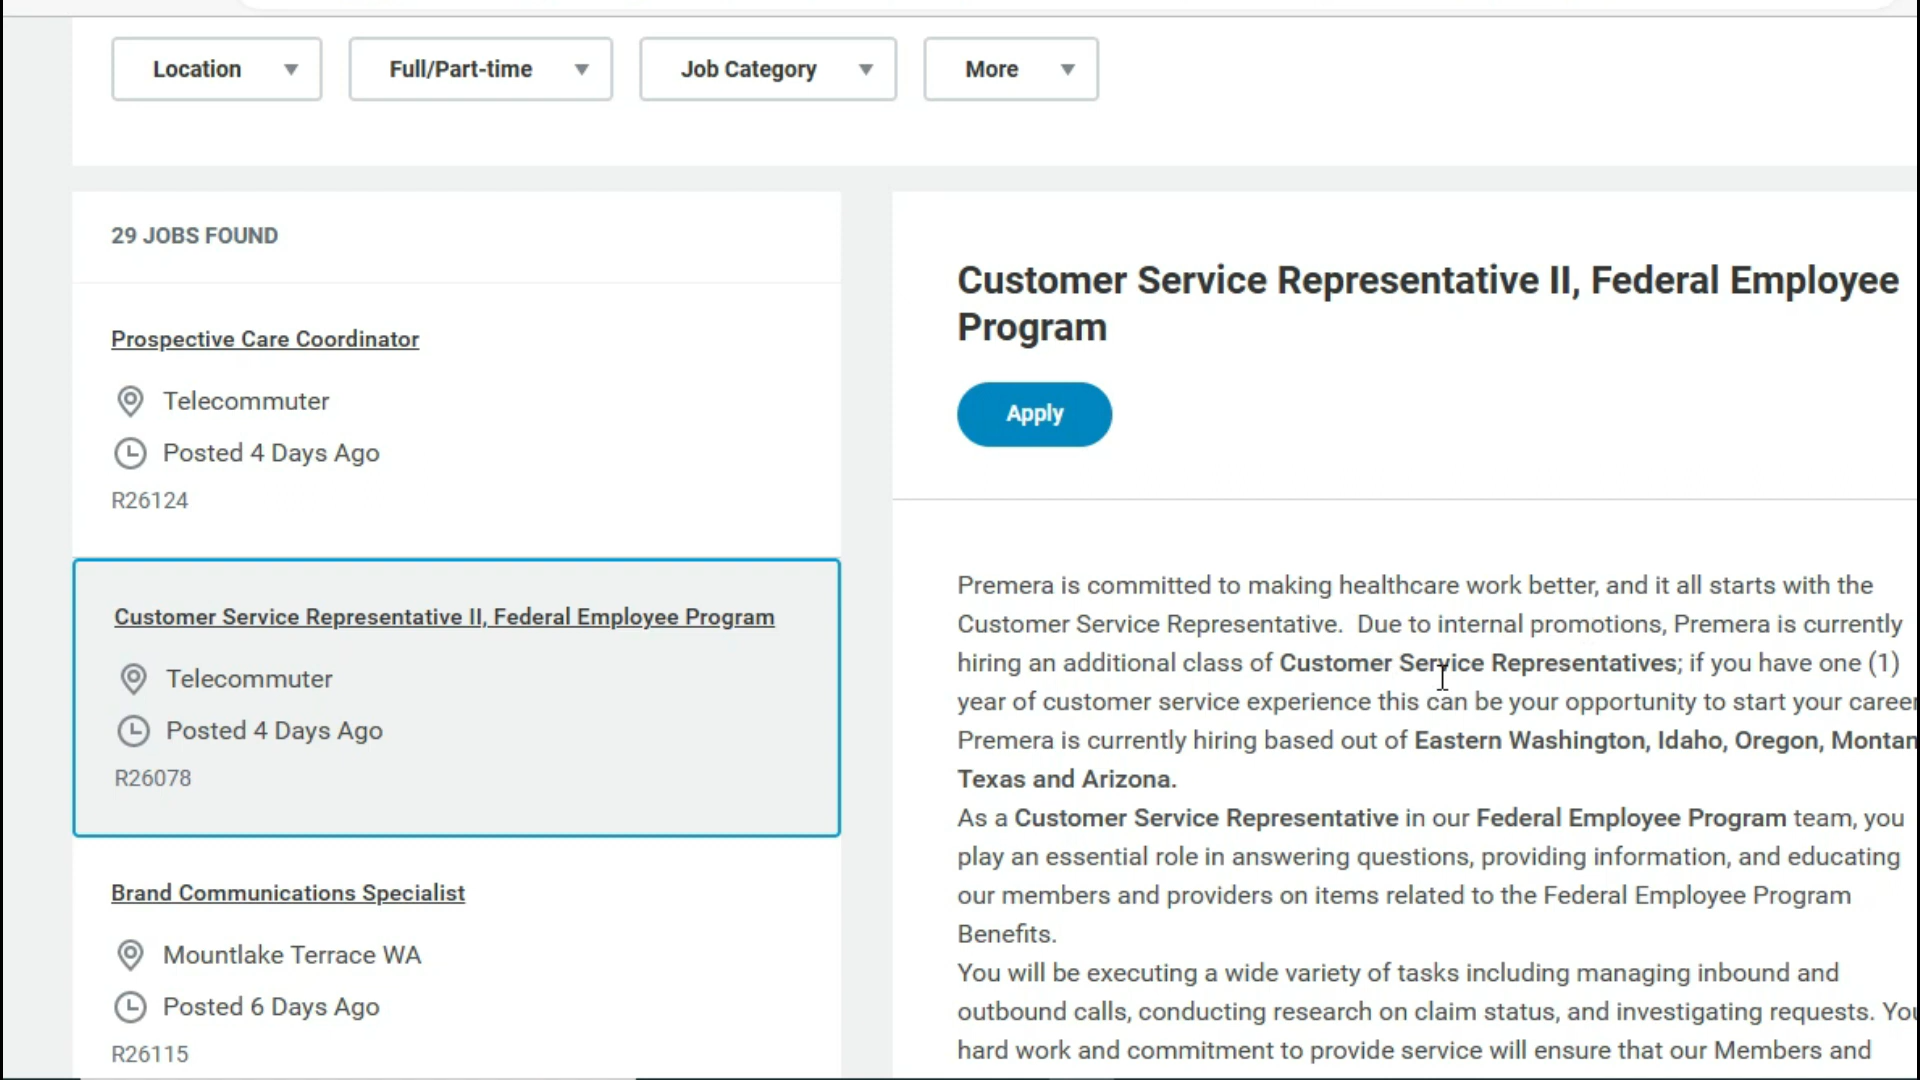 Location
Full/Part-time
Job Category
More
29 JOBS FOUND
Prospective Care Coordinator
Telecommuter
Posted 4 Days Ago
R26124
Customer Service Representative II, Federal Employee Program
Telecommuter
Posted 4 Days Ago
R26078
Brand Communications Specialist
Mountlake Terrace WA
Posted 6 Days Ago
R26115
Customer Service Representative II, Federal Employee
Program
Apply
Premera is committed to making healthcare work better, and it all starts with the
Customer Service Representative.  Due to internal promotions, Premera is currently
hiring an additional class of Customer Service Representatives; if you have one (1)
year of customer service experience this can be your opportunity to start your career
Premera is currently hiring based out of Eastern Washington, Idaho, Oregon, Montan
Texas and Arizona.
As a Customer Service Representative in our Federal Employee Program team, you
play an essential role in answering questions, providing information, and educating
our members and providers on items related to the Federal Employee Program
Benefits.
You will be executing a wide variety of tasks including managing inbound and
outbound calls, conducting research on claim status, and investigating requests. You
hard work and commitment to provide service will ensure that our Members and